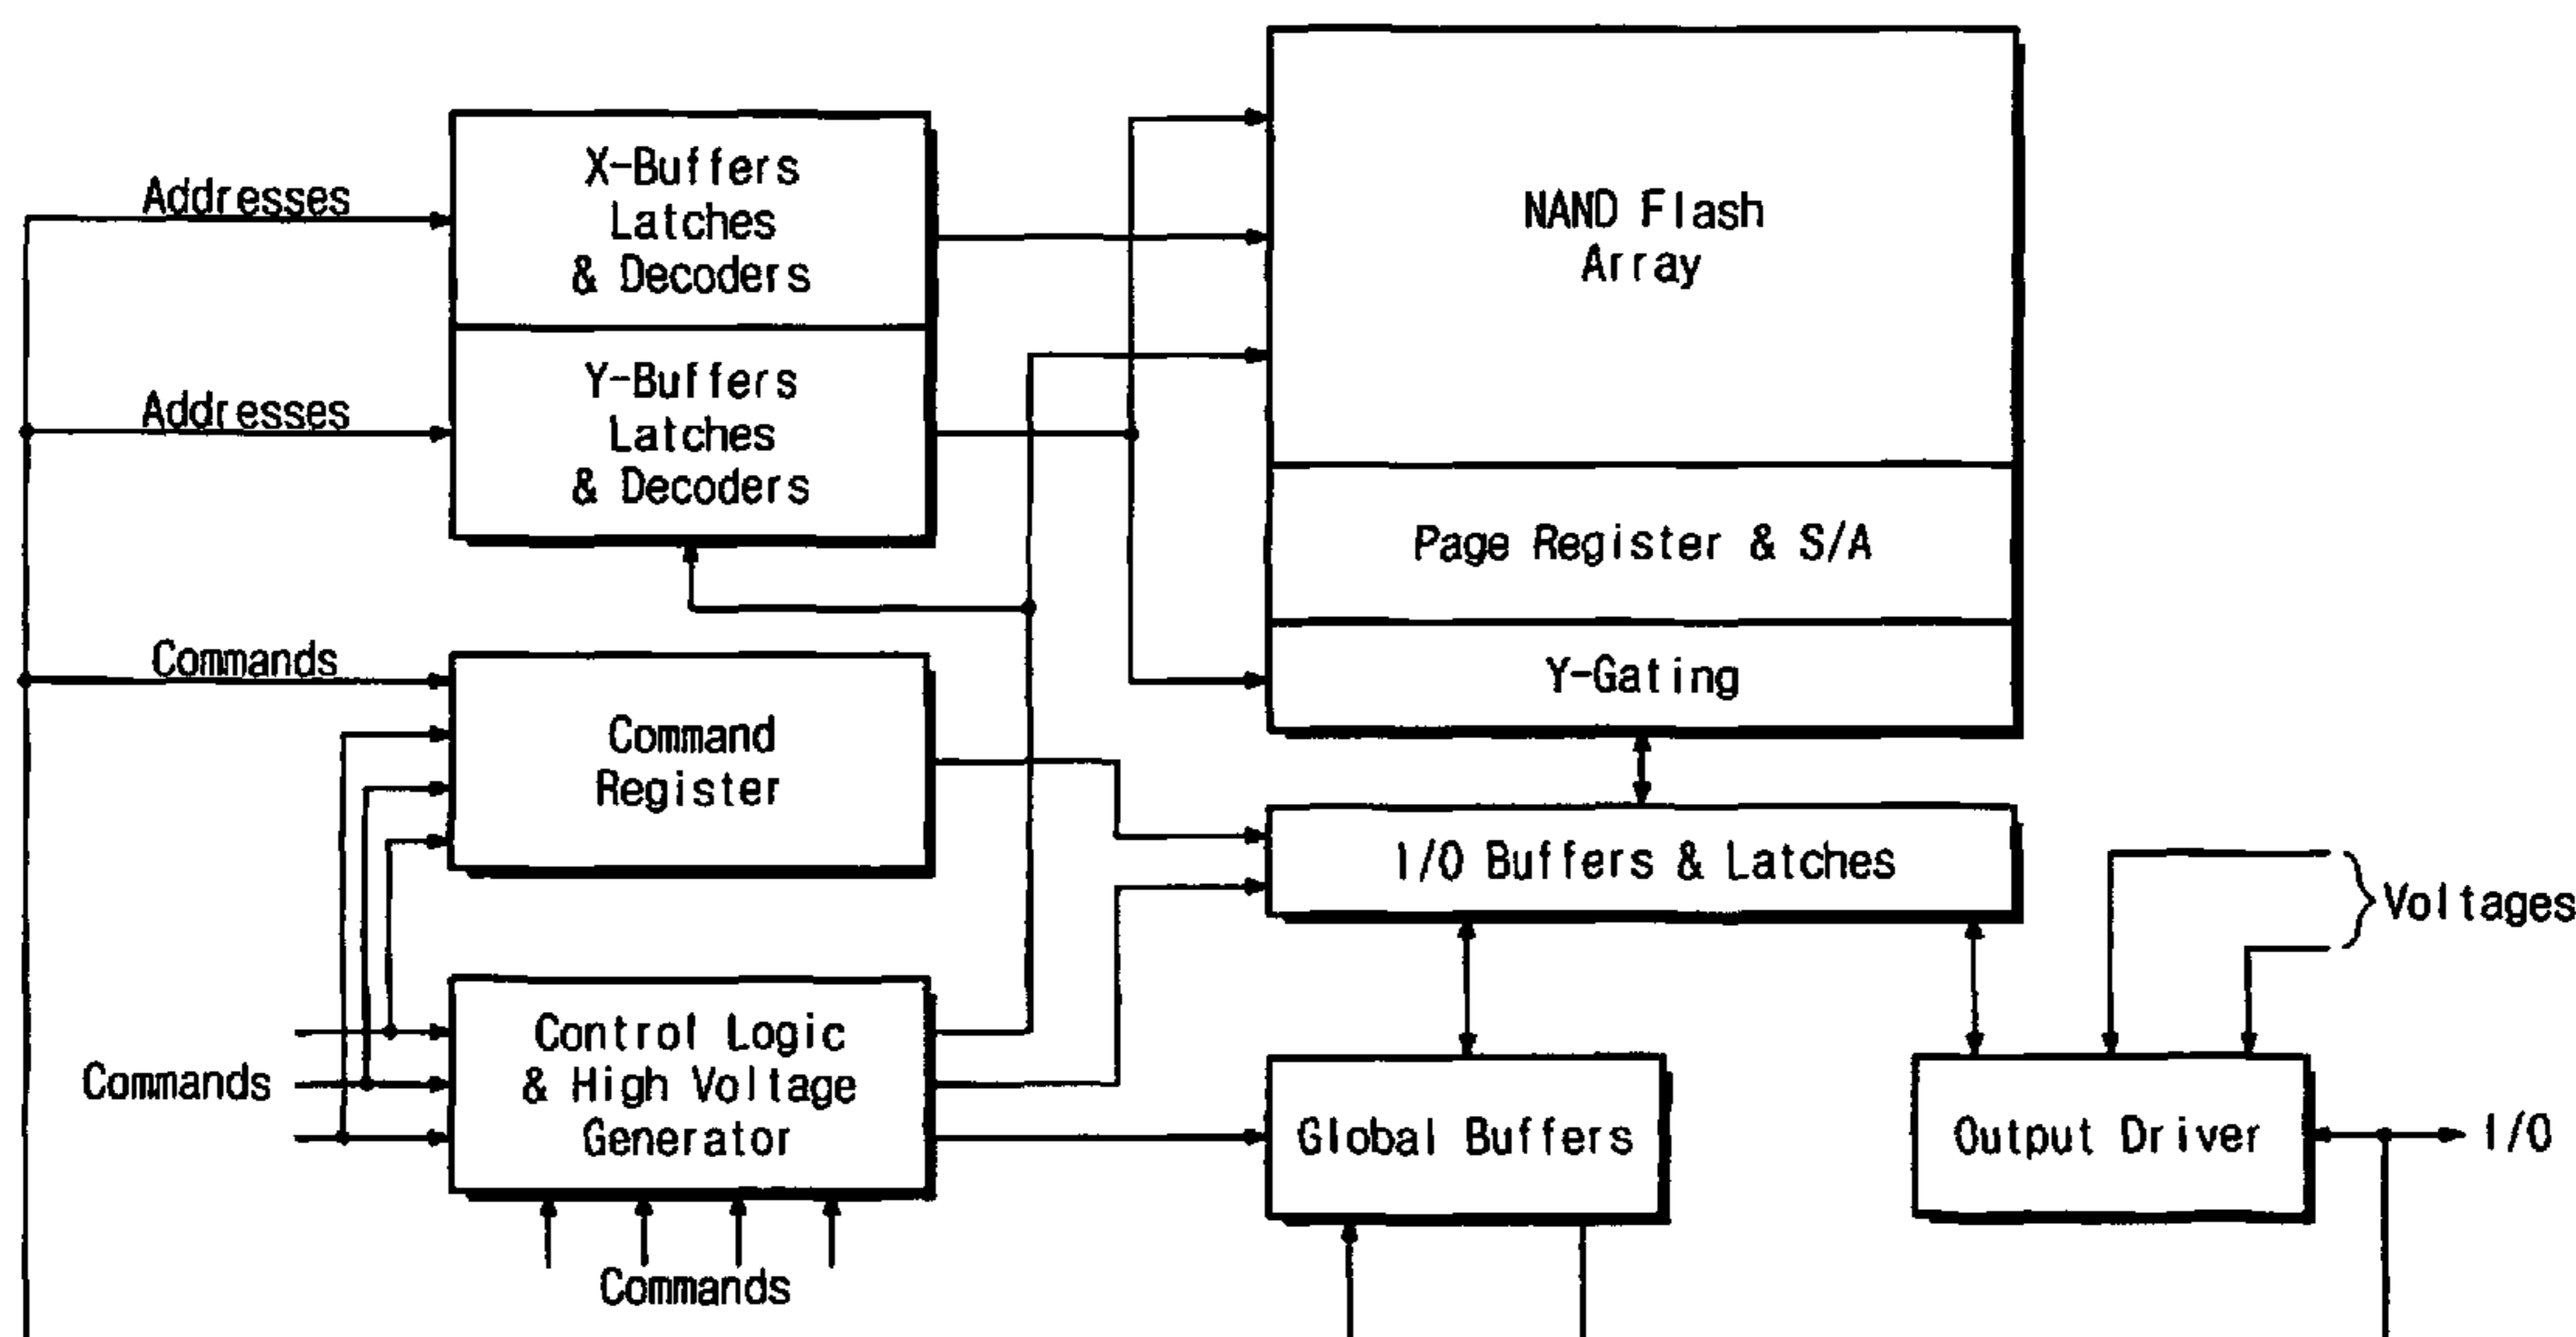 Addresses
X-Buffers
Latches
& Decoders
Addresses
Y-Buffers
Latches
& Decoders
NAND Flash
Array
Page Register & S/A
Y-Gating
Commands
Command
Register
I/O Buffers & Latches
Voltages
Commands
Control Logic
& High Voltage
Generator
Global Buffers
Output Driver
I/O
Commands